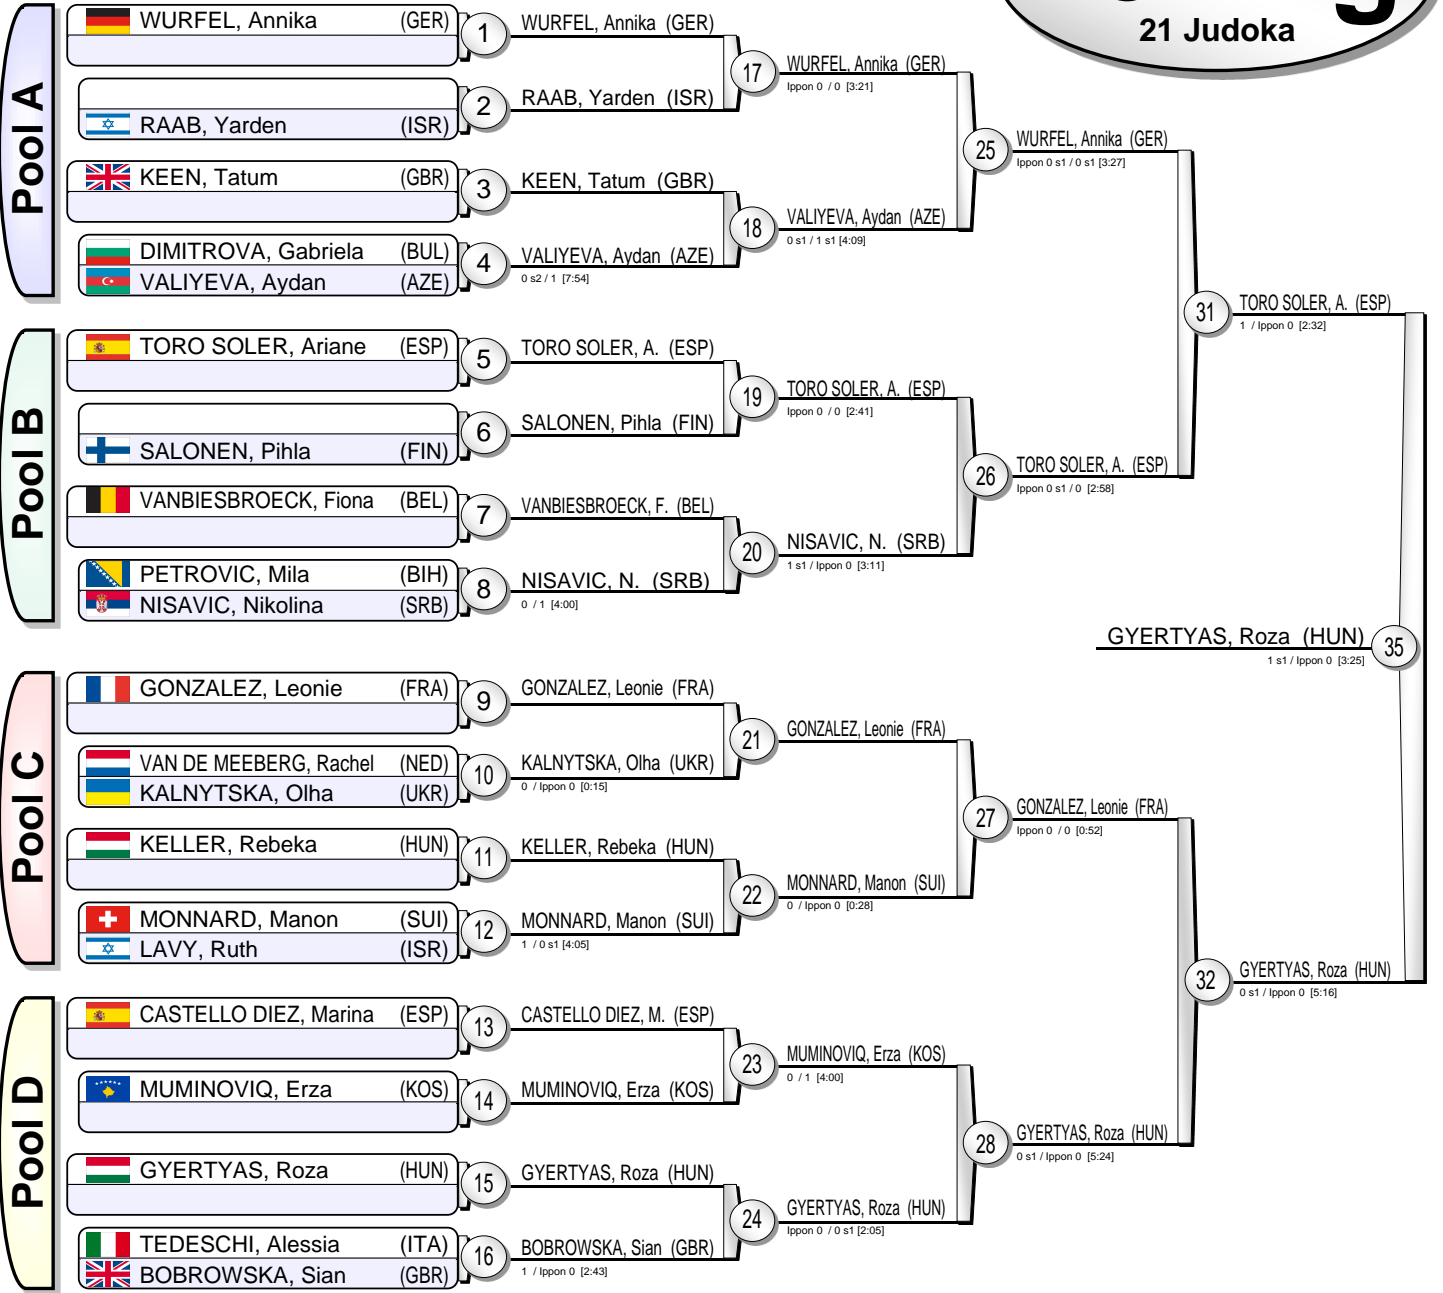 21 Judoka
Pool A
WURFEL, Annika (GER)
1
RAAB, Yarden (ISR)
2
KEEN, Tatum (GBR)
3
DIMITROVA, Gabriela (BUL)
VALIYEVA, Aydan (AZE)
4
Pool B
TORO SOLER, Ariane (ESP)
5
SALONEN, Pihla (FIN)
6
VANBIESBROECK, Fiona (BEL)
7
PETROVIC, Mila (BIH)
NISAVIC, Nikolina (SRB)
8
Pool C
GONZALEZ, Leonie (FRA)
9
VAN DE MEEBERG, Rachel (NED)
KALNYTSKA, Olha (UKR)
10
KELLER, Rebeka (HUN)
11
MONNARD, Manon (SUI)
LAVY, Ruth (ISR)
12
Pool D
CASTELLO DIEZ, Marina (ESP)
13
MUMINOVIQ, Erza (KOS)
14
GYERTYAS, Roza (HUN)
15
TEDESCHI, Alessia (ITA)
BOBROWSKA, Sian (GBR)
16
WURFEL, Annika (GER)
RAAB, Yarden (ISR)
17
KEEN, Tatum (GBR)
VALIYEVA, Aydan (AZE)
0 s2 / 1 [7:54]
18
TORO SOLER, A. (ESP)
SALONEN, Pihla (FIN)
19
VANBIESBROECK, F. (BEL)
NISAVIC, N. (SRB)
0 / 1 [4:00]
20
GONZALEZ, Leonie (FRA)
KALNYTSKA, Olha (UKR)
0 / Ippon 0 [0:15]
21
KELLER, Rebeka (HUN)
MONNARD, Manon (SUI)
1 / 0 s1 [4:05]
22
CASTELLO DIEZ, M. (ESP)
MUMINOVIQ, Erza (KOS)
23
GYERTYAS, Roza (HUN)
BOBROWSKA, Sian (GBR)
1 / Ippon 0 [2:43]
24
WURFEL, Annika (GER)
Ippon 0 / 0 [3:21]
VALIYEVA, Aydan (AZE)
0 s1 / 1 s1 [4:09]
25
TORO SOLER, A. (ESP)
Ippon 0 / 0 [2:41]
NISAVIC, N. (SRB)
1 s1 / Ippon 0 [3:11]
26
GONZALEZ, Leonie (FRA)
MONNARD, Manon (SUI)
0 / Ippon 0 [0:28]
27
MUMINOVIQ, Erza (KOS)
0 / 1 [4:00]
GYERTYAS, Roza (HUN)
Ippon 0 / 0 s1 [2:05]
28
WURFEL, Annika (GER)
Ippon 0 s1 / 0 s1 [3:27]
TORO SOLER, A. (ESP)
Ippon 0 s1 / 0 [2:58]
31
GONZALEZ, Leonie (FRA)
Ippon 0 / 0 [0:52]
GYERTYAS, Roza (HUN)
0 s1 / Ippon 0 [5:24]
32
TORO SOLER, A. (ESP)
1 / Ippon 0 [2:32]
GYERTYAS, Roza (HUN)
0 s1 / Ippon 0 [5:16]
GYERTYAS, Roza (HUN)
1 s1 / Ippon 0 [3:25]
35